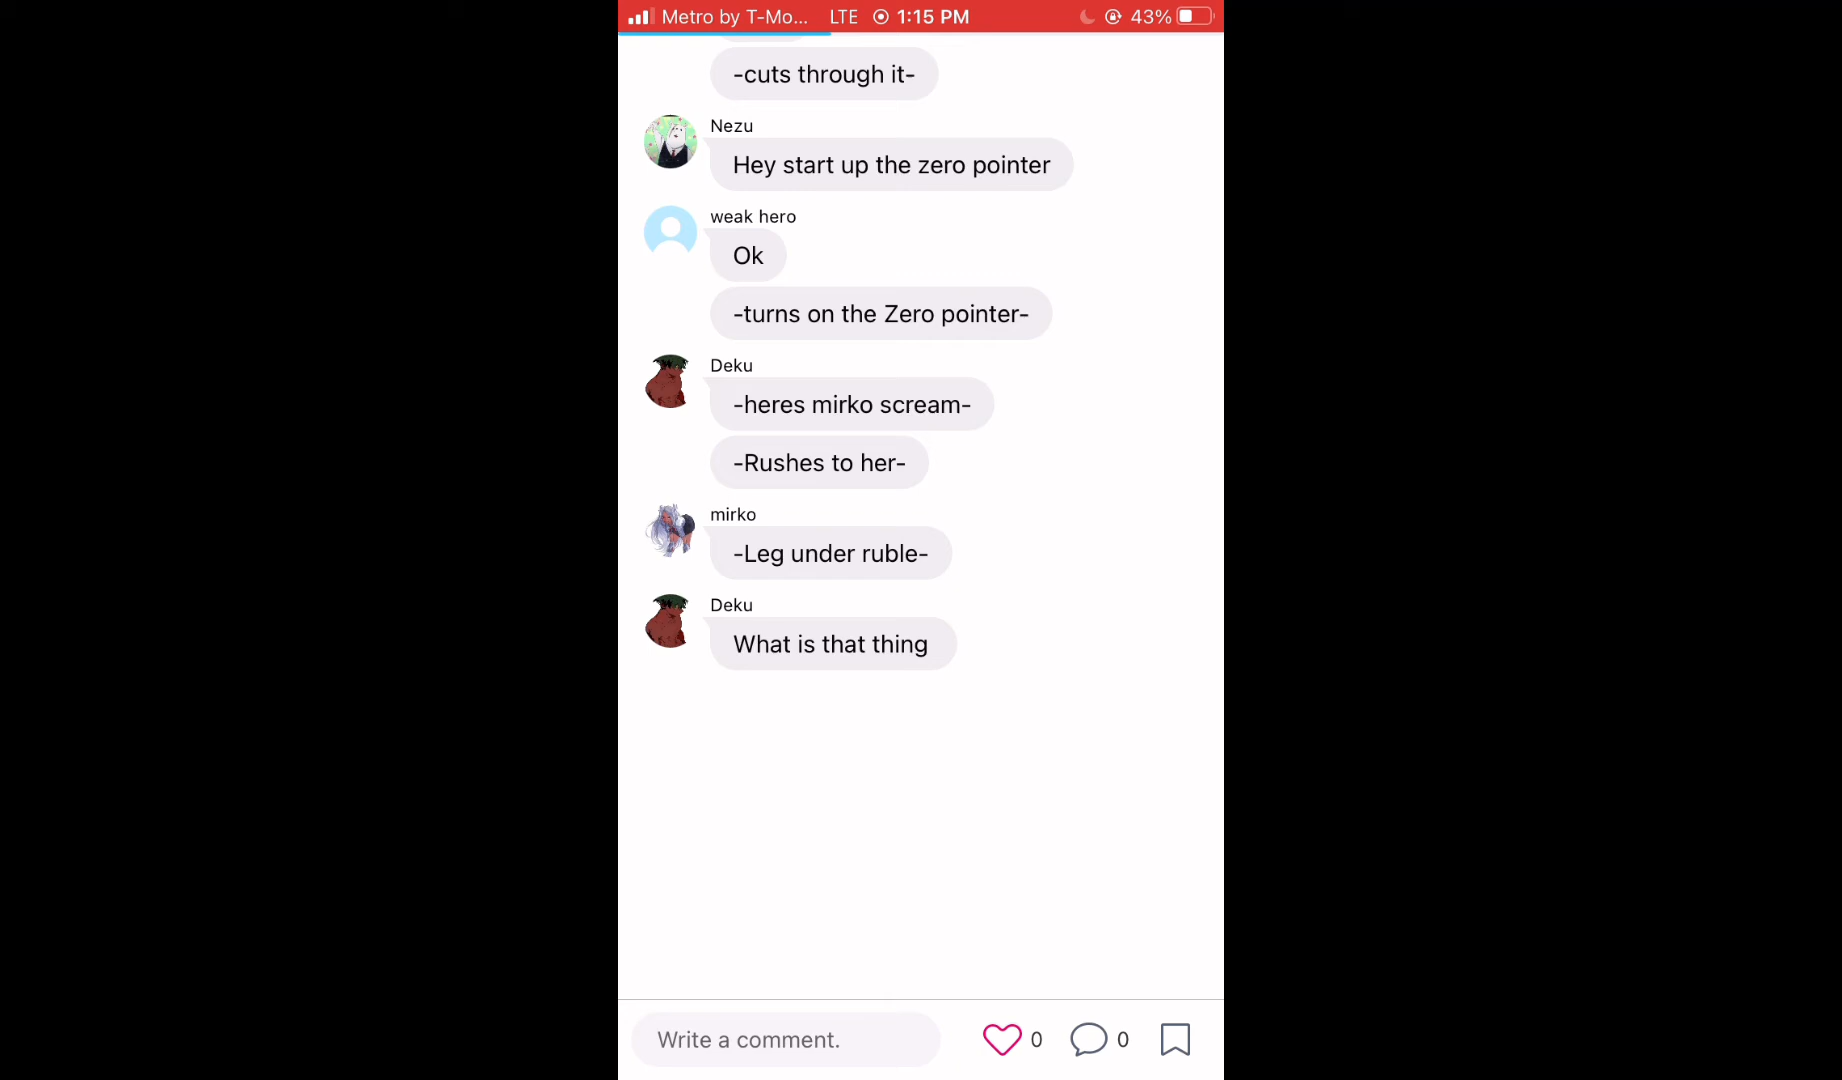 Metro by T-Mo... LTE 1:15 PM 43%
-cuts through it-
Nezu
Hey start up the zero pointer
weak hero
Ok
-turns on the Zero pointer-
Deku
-heres mirko scream-
-Rushes to her-
mirko
-Leg under ruble-
Deku
What is that thing
Write a comment. 0 0